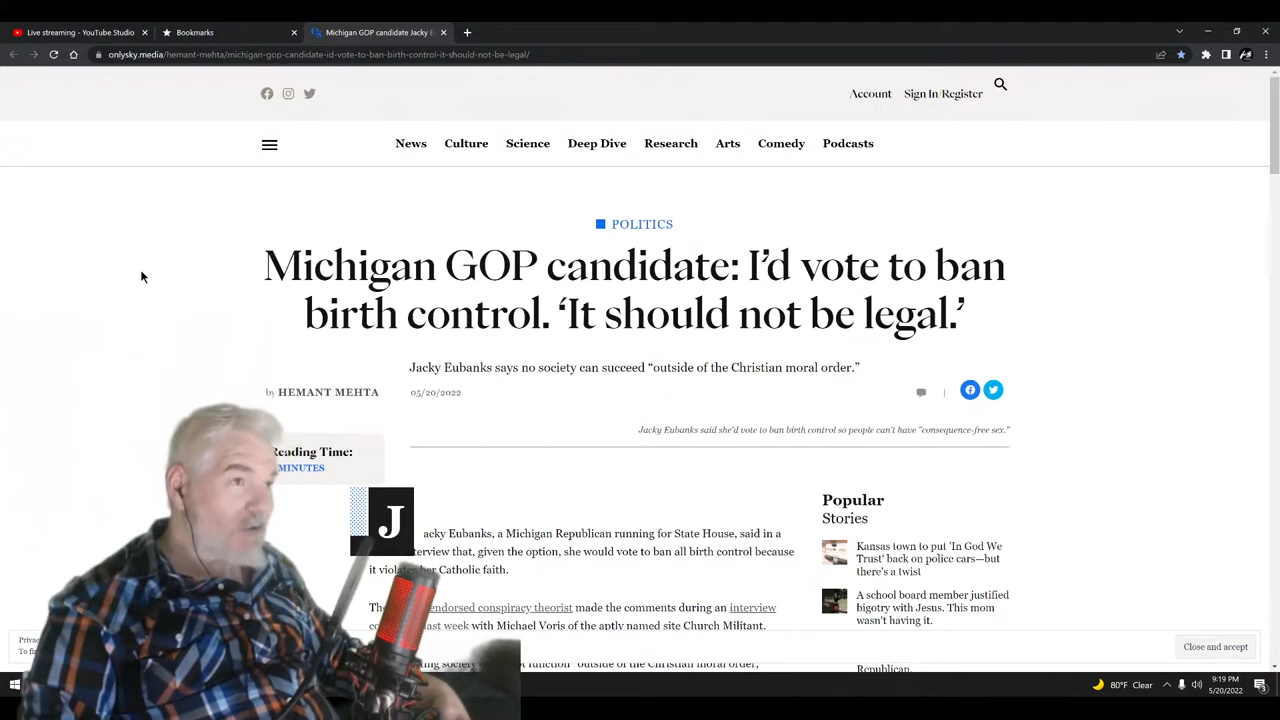 Live streaming - YouTube Studio
Bookmarks
Michigan GOP candidate Jacky E
onlysky.media/hemant-mehta/michigan-gop-candidate-id-vote-to-ban-birth-control-it-should-not-be-legal/
Account Sign In/Register
News Culture Science Deep Dive Research Arts Comedy Podcasts
POLITICS
Michigan GOP candidate: I’d vote to ban
birth control. ‘It should not be legal.’
Jacky Eubanks says no society can succeed “outside of the Christian moral order.”
by HEMANT MEHTA
05/20/2022
Jacky Eubanks said she'd vote to ban birth control so people can't have "consequence-free sex."
Reading Time:
MINUTES
Jacky Eubanks, a Michigan Republican running for State House, said in a
terview that, given the option, she would vote to ban all birth control because
it violates her Catholic faith.
The endorsed conspiracy theorist made the comments during an interview
last week with Michael Voris of the aptly named site Church Militant.
society function” outside of the Christian moral order,
Popular
Stories
Kansas town to put 'In God We
Trust' back on police cars—but
there's a twist
A school board member justified
bigotry with Jesus. This mom
wasn't having it.
Republican.
Privac
To fin
Close and accept
80°F Clear
9:19 PM
5/20/2022